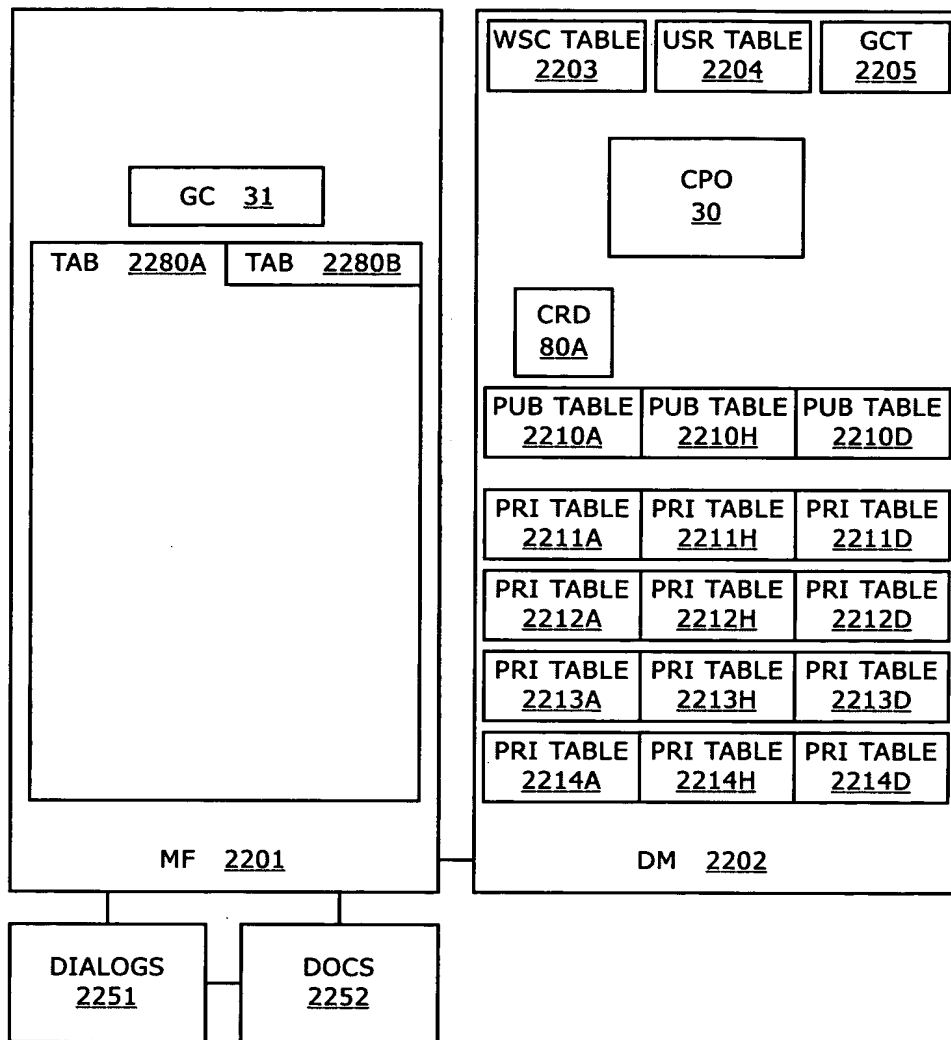 GC 31
TAB 2280A
TAB 2280B
MF 2201
DIALOGS
2251
DOCS
2252
WSC TABLE
2203
USR TABLE
2204
GCT
2205
CPO
30
CRD
80A
PUB TABLE
2210A
PUB TABLE
2210H
PUB TABLE
2210D
PRI TABLE
2211A
PRI TABLE
2211H
PRI TABLE
2211D
PRI TABLE
2212A
PRI TABLE
2212H
PRI TABLE
2212D
PRI TABLE
2213A
PRI TABLE
2213H
PRI TABLE
2213D
PRI TABLE
2214A
PRI TABLE
2214H
PRI TABLE
2214D
DM 2202